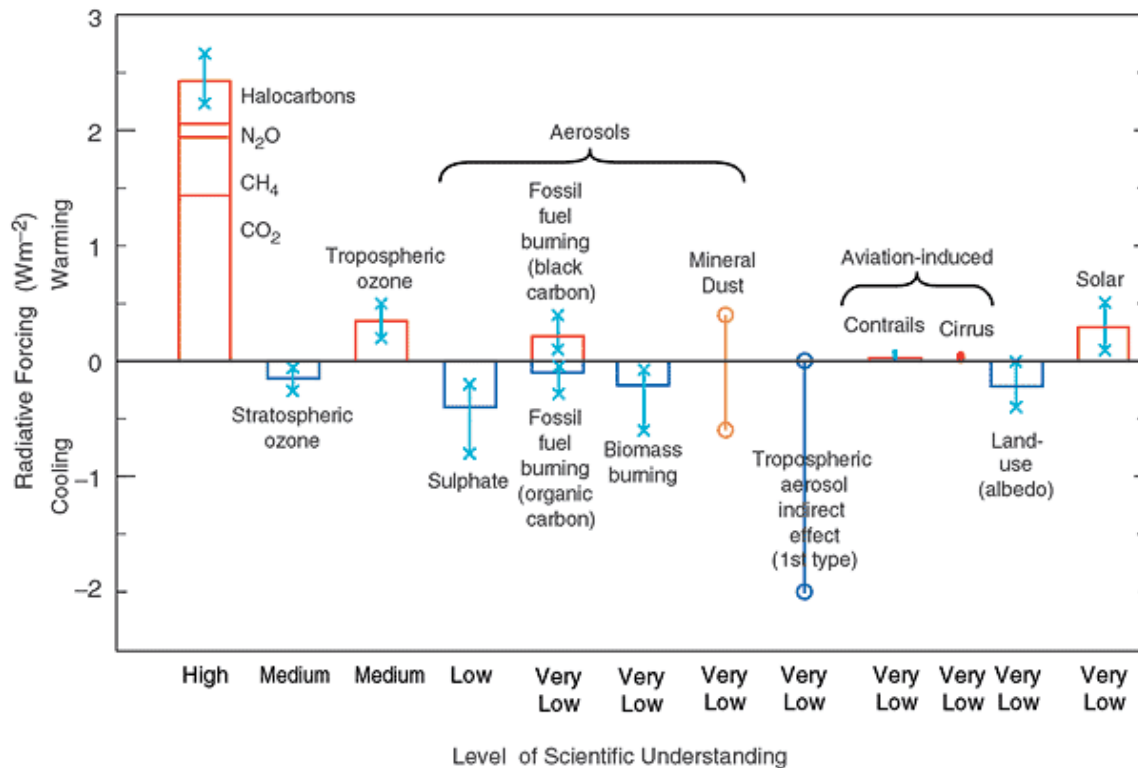 3
2
1
0
−1
−2
Radiative Forcing (Wm−2)
Cooling Warming
Halocarbons
N2O
CH4
CO2
Stratospheric
ozone
Tropospheric
ozone
Aerosols
Sulphate
Fossil
fuel
burning
(black
carbon)
Fossil
fuel
burning
(organic
carbon)
Biomass
burning
Mineral
Dust
Tropospheric
aerosol
indirect
effect
(1st type)
Aviation-induced
Contrails
Cirrus
Land-
use
(albedo)
Solar
High
Medium
Medium
Low
Very
Low
Very
Low
Very
Low
Very
Low
Very
Low
Very
Low
Very
Low
Very
Low
Level of Scientific Understanding